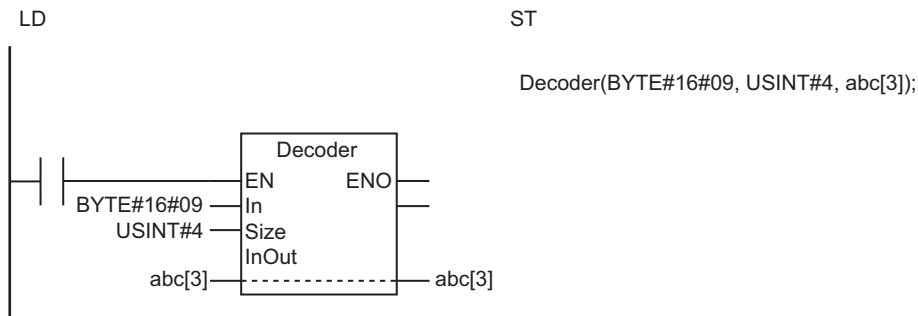 LD
ST
Decoder(BYTE#16#09, USINT#4, abc[3]);
Decoder
EN ENO
BYTE#16#09 In
USINT#4 Size
InOut
abc[3] abc[3]